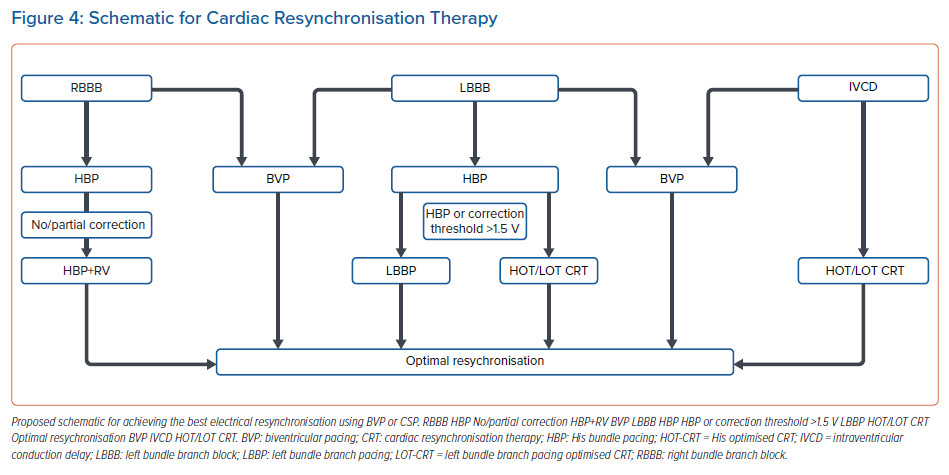 Figure 4: Schematic for Cardiac Resynchronisation Therapy
RBBB
LBBB
IVCD
HBP
BVP
HBP
BVP
No/partial correction
HBP or correction
threshold >1.5 V
HBP+RV
LBBP
HOT/LOT CRT
HOT/LOT CRT
Optimal resychronisation
Proposed schematic for achieving the best electrical resynchronisation using BVP or CSP. RBBB HBP No/partial correction HBP+RV BVP LBBB HBP HBP or correction threshold >1.5 V LBBP HOT/LOT CRT
Optimal resynchronisation BVP IVCD HOT/LOT CRT. BVP: biventricular pacing; CRT: cardiac resynchronisation therapy; HBP: His bundle pacing; HOT-CRT = His optimised CRT; IVCD = intraventricular
conduction delay; LBBB: left bundle branch block; LBBP: left bundle branch pacing; LOT-CRT = left bundle branch pacing optimised CRT; RBBB: right bundle branch block.